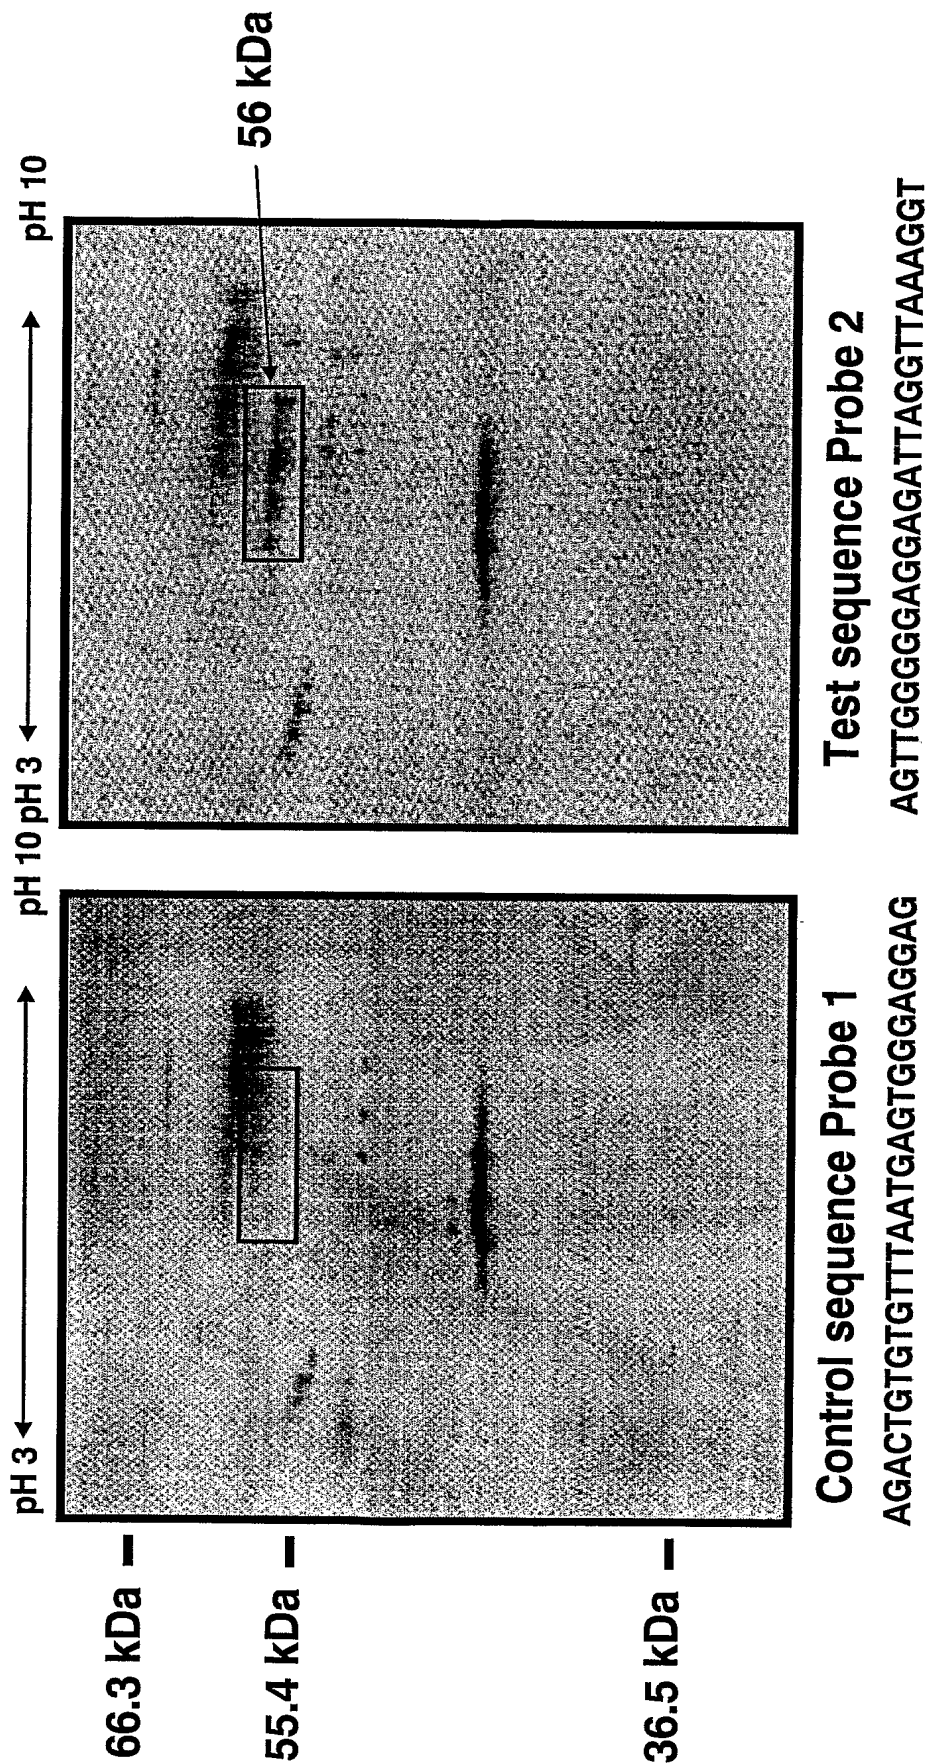 pH 3
pH 10
pH 3
pH 10
66.3 kDa
55.4 kDa
36.5 kDa
56 kDa
Control sequence Probe 1
AGACTGTGTGTTTAATGAGTGGGAGGAG
Test sequence Probe 2
AGTTGGGGAGGAGATTAGGTTAAAGGT